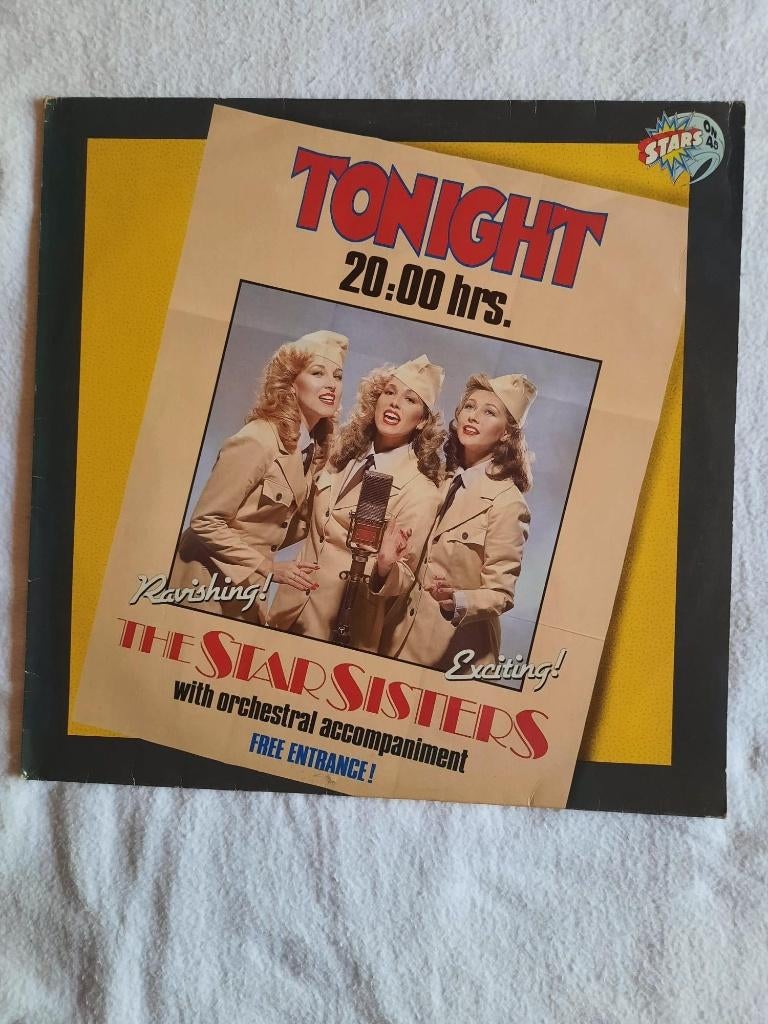 STARS
ON
45
TONIGHT
20:00 hrs.
Ravishing!
Exciting!
THE STAR SISTERS
with orchestral accompaniment
FREE ENTRANCE!